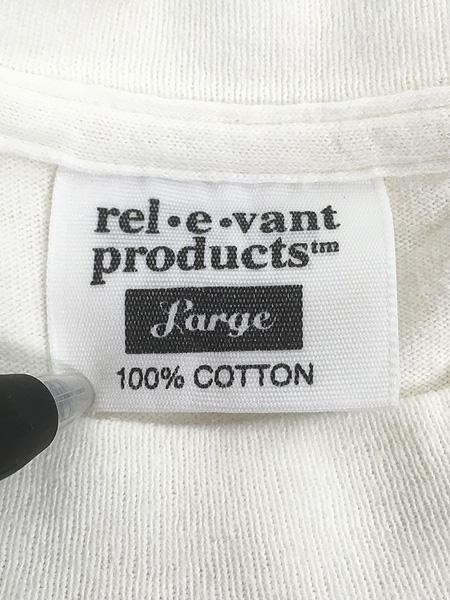 rel•e•vant
products™
Large
100% COTTON